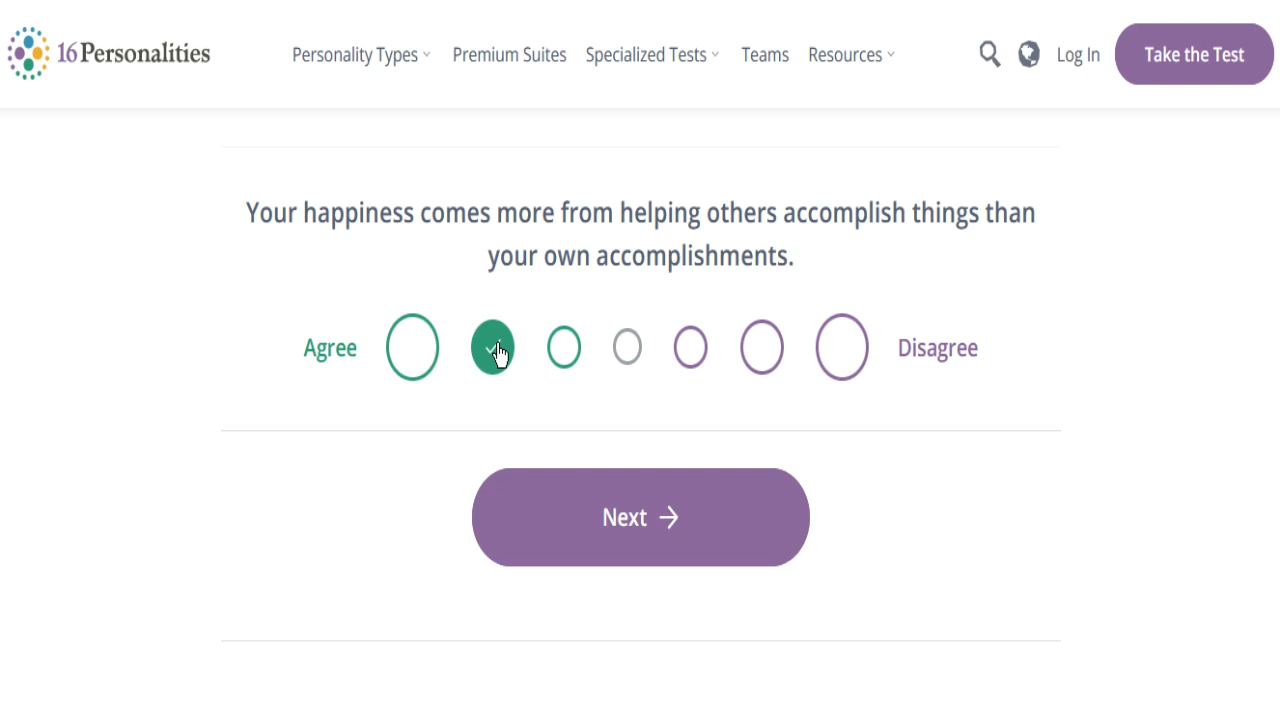 16Personalities
Personality Types
Premium Suites
Specialized Tests
Teams
Resources
Log In
Take the Test
Your happiness comes more from helping others accomplish things than
your own accomplishments.
Agree
Disagree
Next